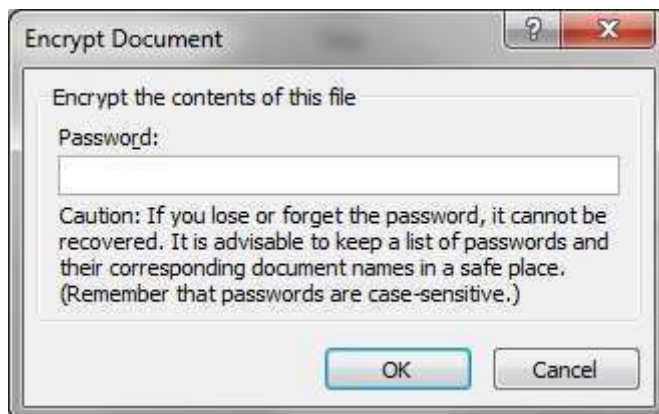 Encrypt Document
Encrypt the contents of this file
Password:
Caution: If you lose or forget the password, it cannot be
recovered. It is advisable to keep a list of passwords and
their corresponding document names in a safe place.
(Remember that passwords are case-sensitive.)
OK
Cancel